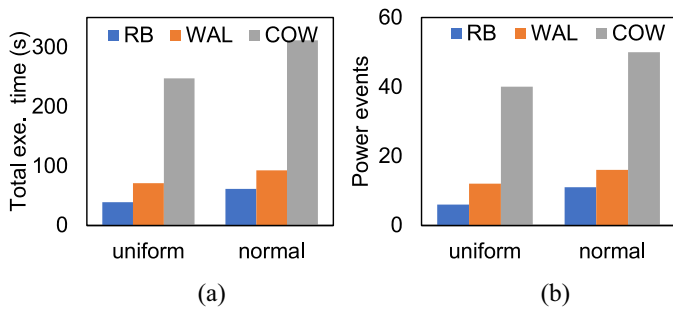 Total exe. time (s)
300
200
100
0
RB WAL COW
uniform normal
(a)
Power events
60
40
20
0
RB WAL COW
uniform normal
(b)